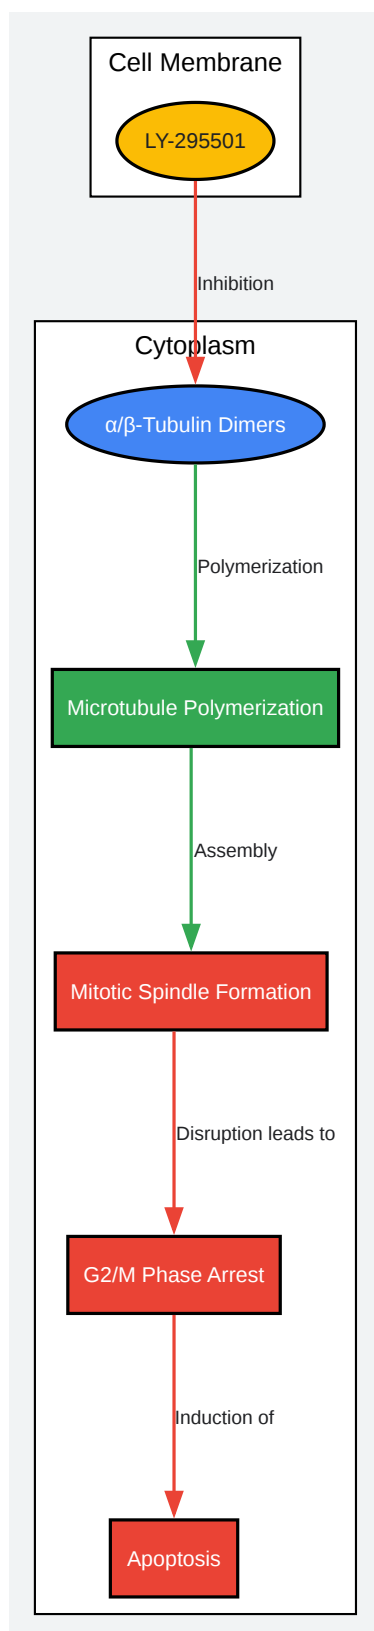 Cell Membrane
LY-295501
Inhibition
Cytoplasm
α/β-Tubulin Dimers
Polymerization
Microtubule Polymerization
Assembly
Mitotic Spindle Formation
Disruption leads to
G2/M Phase Arrest
Induction of
Apoptosis